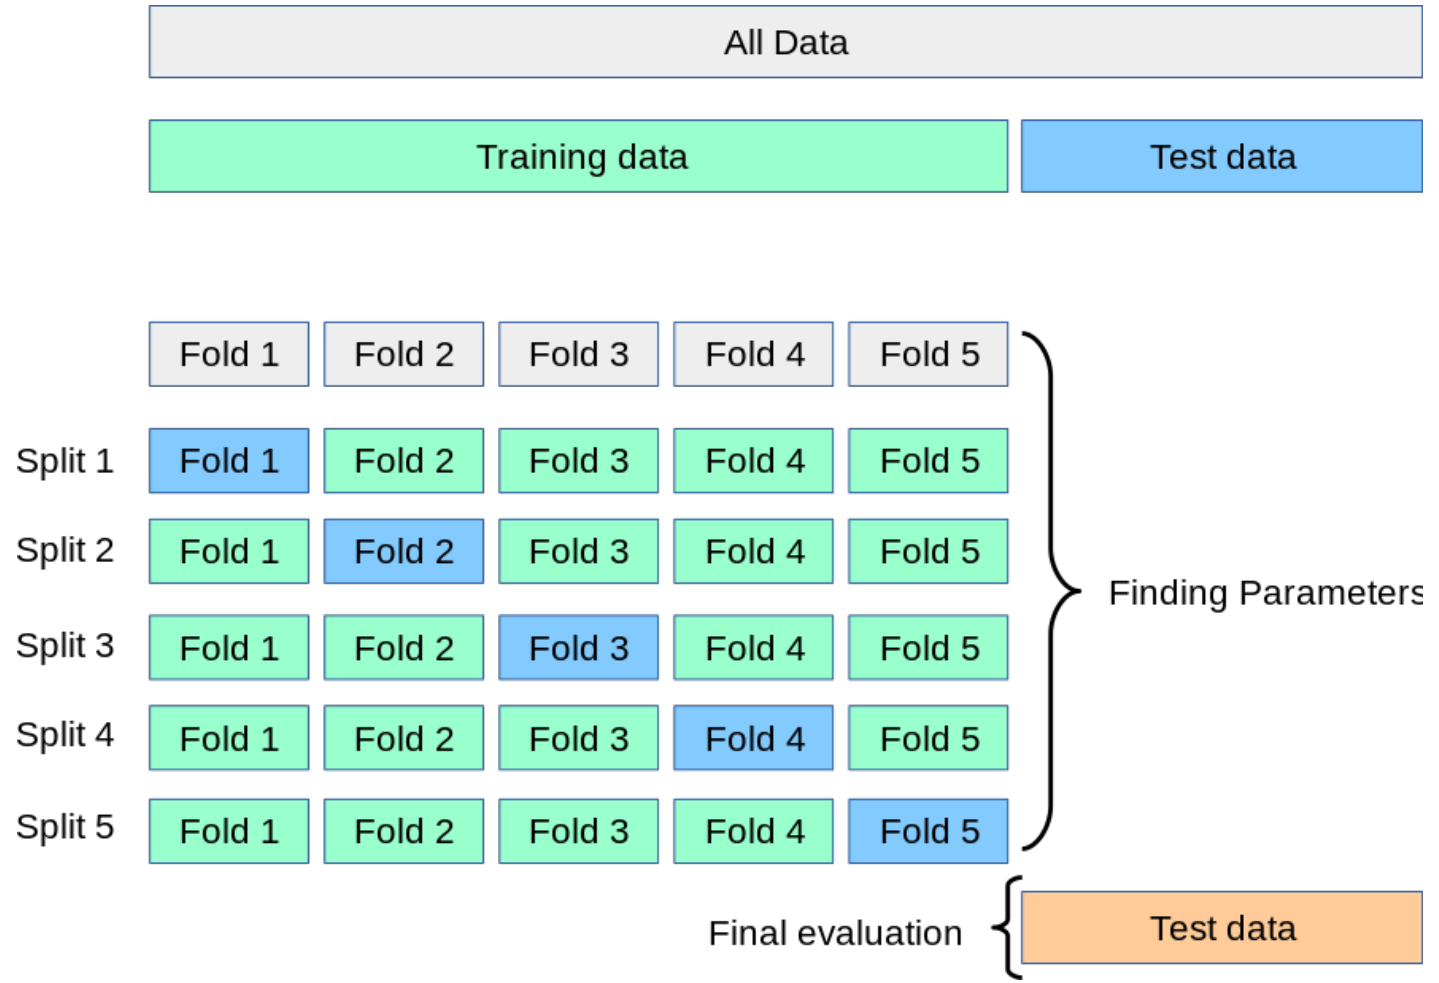 All Data
Training data Test data
Fold 1 Fold 2 Fold 3 Fold 4 Fold 5
Split 1 Fold 1 Fold 2 Fold 3 Fold 4 Fold 5
Split 2 Fold 1 Fold 2 Fold 3 Fold 4 Fold 5
Finding Parameters
Split 3 Fold 1 Fold 2 Fold 3 Fold 4 Fold 5
Split 4 Fold 1 Fold 2 Fold 3 Fold 4 Fold 5
Split 5 Fold 1 Fold 2 Fold 3 Fold 4 Fold 5
Final evaluation Test data